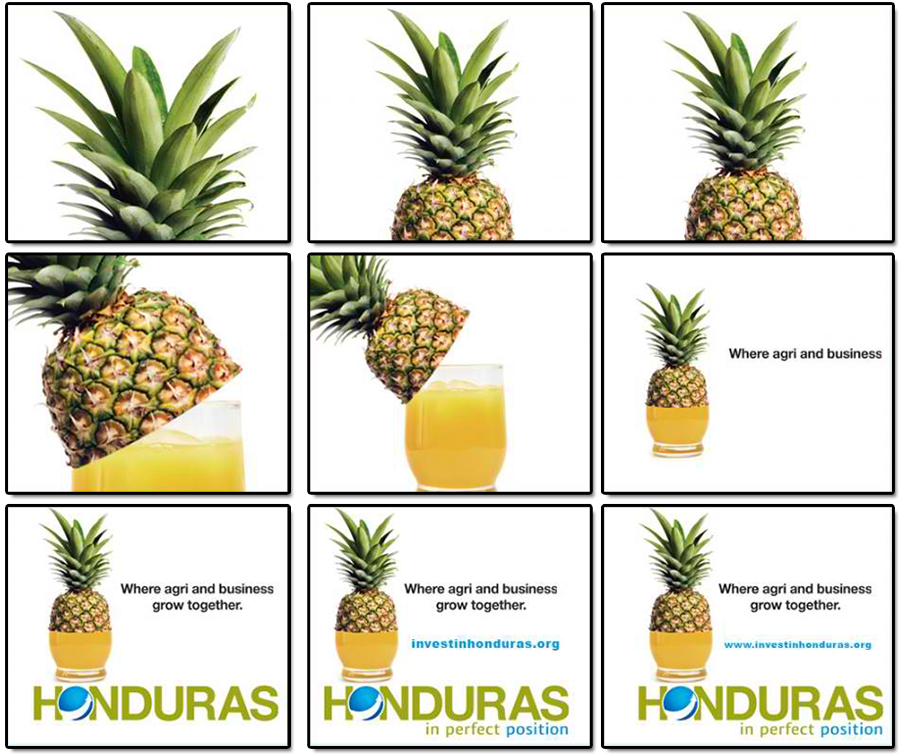 Where agri and business
Where agri and business
grow together.
HONDURAS
Where agri and business
grow together.
investinhonduras.org
HONDURAS
in perfect position
Where agri and business
grow together.
www.investinhonduras.org
HONDURAS
in perfect position